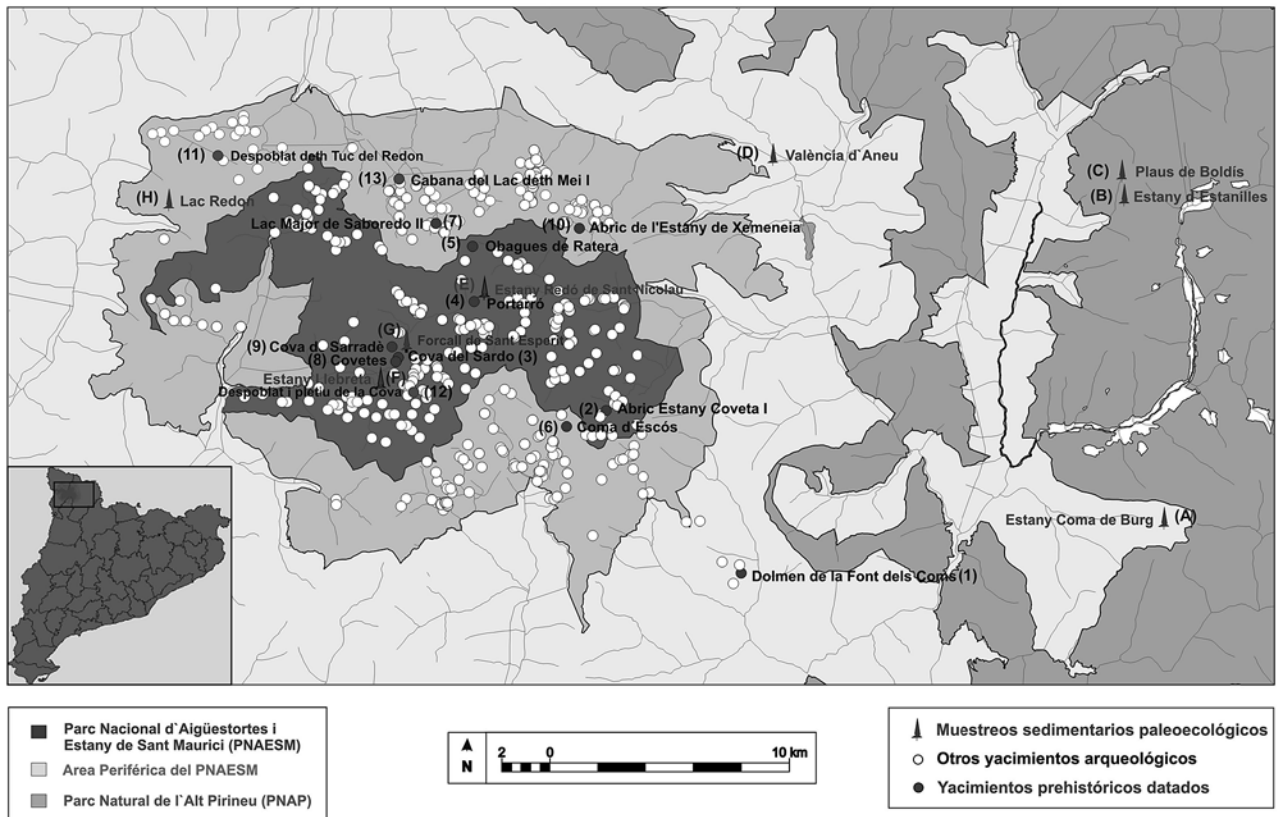 (D) València d`Aneu
(11) Despoblat deth Tuc del Redon
(C) Plaus de Boldís
(13) Cabana del Lac deth Mei I
(H) Lac Redon
(B) Estany d`Estanilles
Lac Major de Saboredo II (7)
(10) Abric de l'Estany de Xemeneia
(5) Obagues de Ratera
(E) Estany Redó de Sant Nicolau
(4) Portarró
(G) Forcall de Sant Esperit
(9) Cova de Sarradè
(8) Covetes
Cova del Sardo (3)
Estany Llebreta (F)
Despoblat i pletiu de la Cova (12)
(2) Abric Estany Coveta I
(6) Coma d`Escós
Estany Coma de Burg (A)
Dolmen de la Font dels Coms (1)
Parc Nacional d`Aigüestortes i
Estany de Sant Maurici (PNAESM)
Area Periférica del PNAESM
Parc Natural de l`Alt Pirineu (PNAP)
N
2 0 10 km
Muestreos sedimentarios paleoecológicos
Otros yacimientos arqueológicos
Yacimientos prehistóricos datados